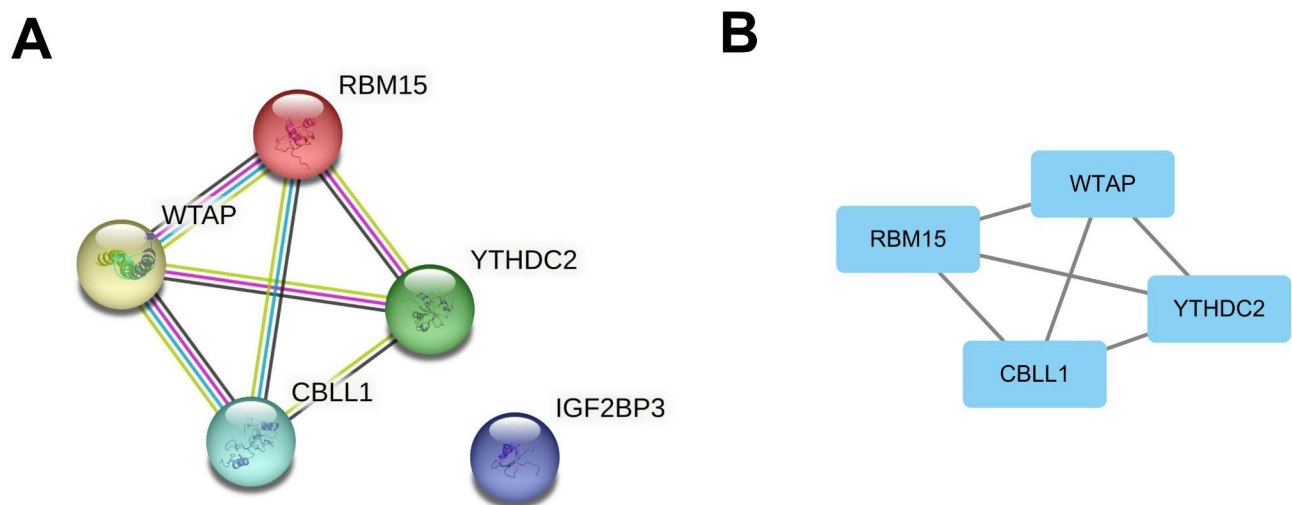 A
RBM15
WTAP
YTHDC2
CBLL1
IGF2BP3
B
WTAP
RBM15
YTHDC2
CBLL1